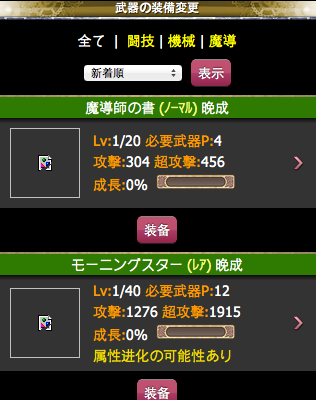 武器の装備変更
全て | 闘技 | 機械 | 魔導
新着順 表示
魔導師の書 (ﾉｰﾏﾙ) 晩成
Lv:1/20 必要武器P:4
攻撃:304 超攻撃:456
成長:0%
装备
モーニングスター (ﾚｱ) 晩成
Lv:1/40 必要武器P:12
攻撃:1276 超攻撃:1915
成長:0%
属性进化の可能性あり
装备